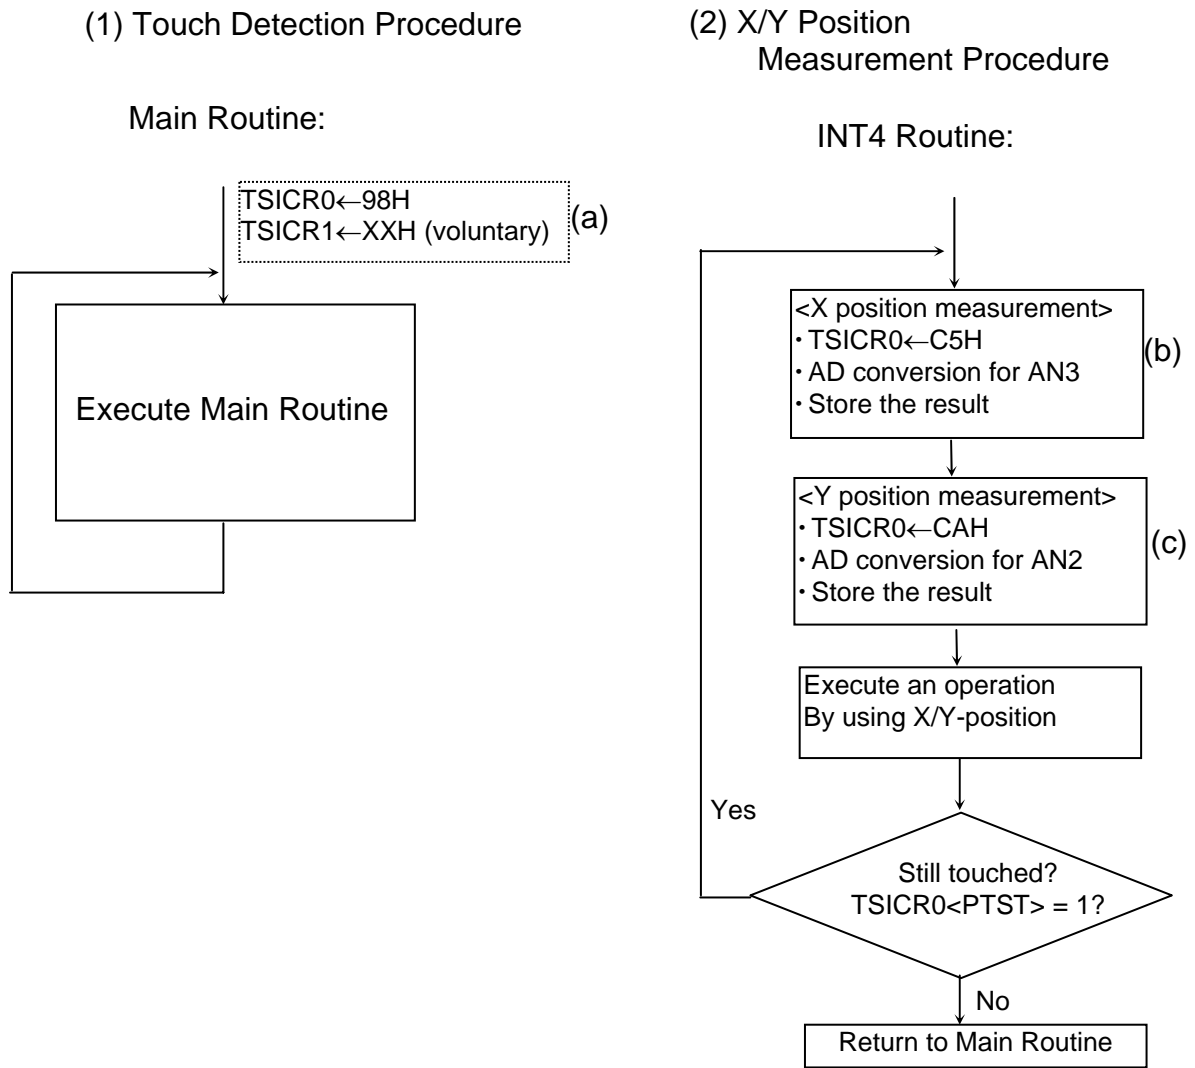 (1) Touch Detection Procedure
Main Routine:
TSICR0←98H
TSICR1←XXH (voluntary)
(a)
Execute Main Routine
(2) X/Y Position
Measurement Procedure
INT4 Routine:
<X position measurement>
・TSICR0←C5H
・AD conversion for AN3
・Store the result
(b)
<Y position measurement>
・TSICR0←CAH
・AD conversion for AN2
・Store the result
(c)
Execute an operation
By using X/Y-position
Yes
Still touched?
TSICR0<PTST> = 1?
No
Return to Main Routine